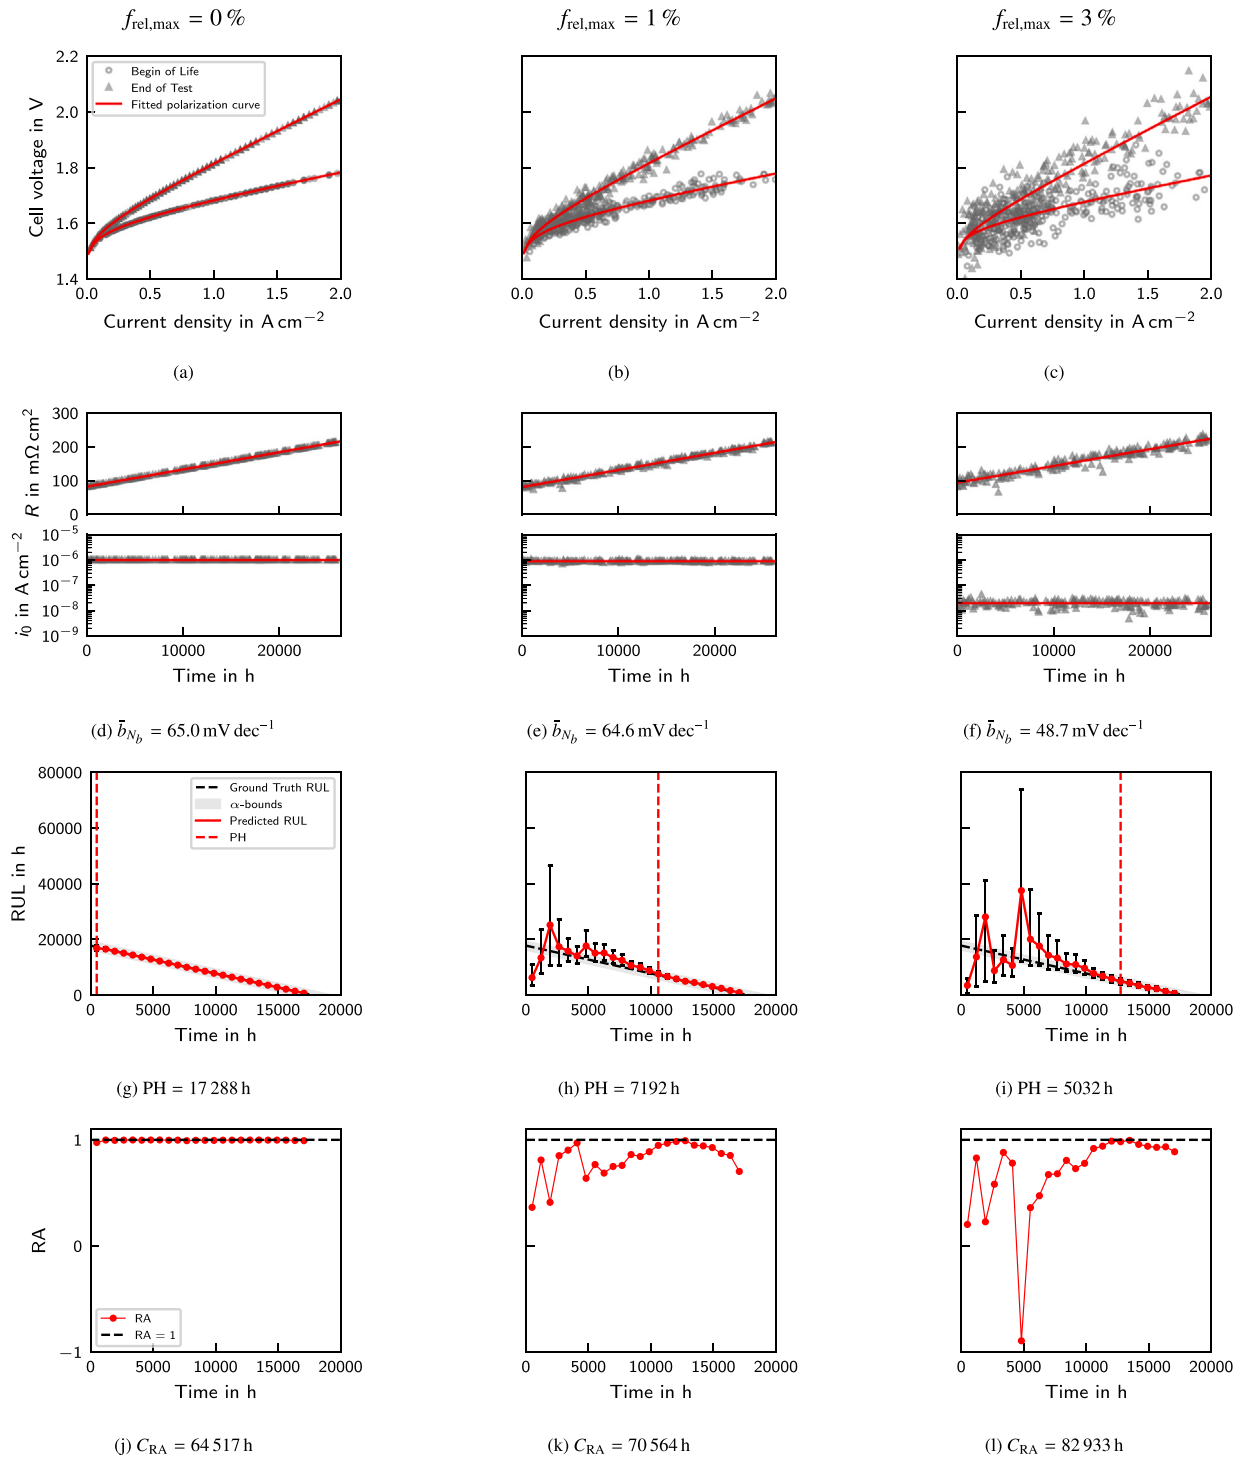 f_rel,max = 0 %
f_rel,max = 1 %
f_rel,max = 3 %
Cell voltage in V
2.2
2.0
1.8
1.6
1.4
Begin of Life
End of Test
Fitted polarization curve
0.0 0.5 1.0 1.5 2.0
0.0 0.5 1.0 1.5 2.0
0.0 0.5 1.0 1.5 2.0
Current density in A cm⁻²
Current density in A cm⁻²
Current density in A cm⁻²
(a)
(b)
(c)
R in mΩ cm²
300
200
100
0
i₀ in A cm⁻²
10⁻⁵
10⁻⁶
10⁻⁷
10⁻⁸
10⁻⁹
0 10000 20000
0 10000 20000
0 10000 20000
Time in h
Time in h
Time in h
(d) b̄_N_b = 65.0 mV dec⁻¹
(e) b̄_N_b = 64.6 mV dec⁻¹
(f) b̄_N_b = 48.7 mV dec⁻¹
RUL in h
80000
60000
40000
20000
0
Ground Truth RUL
α-bounds
Predicted RUL
PH
0 5000 10000 15000 20000
0 5000 10000 15000 20000
0 5000 10000 15000 20000
Time in h
Time in h
Time in h
(g) PH = 17 288 h
(h) PH = 7192 h
(i) PH = 5032 h
RA
1
0
−1
RA
RA = 1
0 5000 10000 15000 20000
0 5000 10000 15000 20000
0 5000 10000 15000 20000
Time in h
Time in h
Time in h
(j) C_RA = 64 517 h
(k) C_RA = 70 564 h
(l) C_RA = 82 933 h